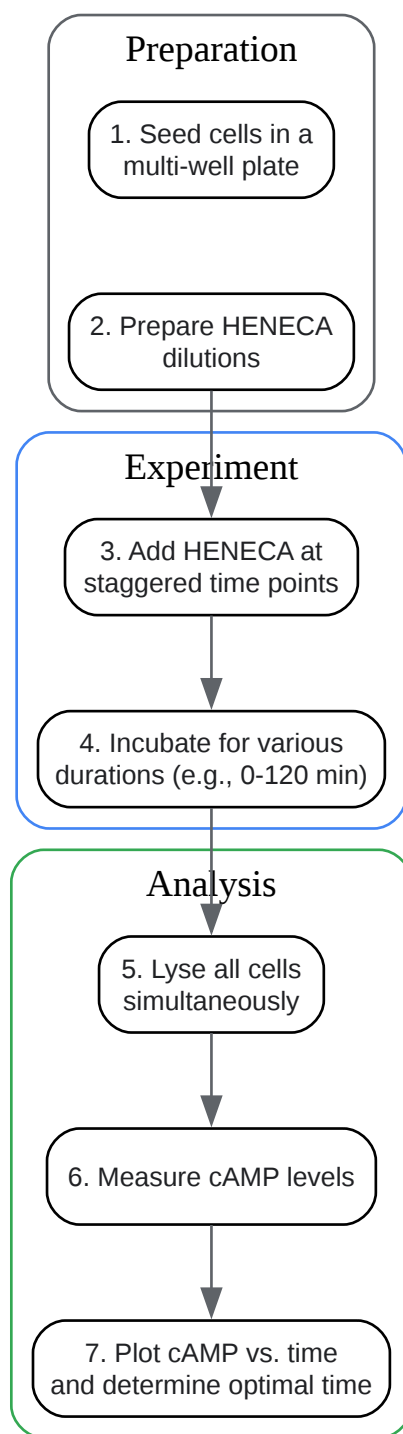 Preparation
1. Seed cells in a
multi-well plate
2. Prepare HENECA
dilutions
Experiment
3. Add HENECA at
staggered time points
4. Incubate for various
durations (e.g., 0-120 min)
Analysis
5. Lyse all cells
simultaneously
6. Measure cAMP levels
7. Plot cAMP vs. time
and determine optimal time